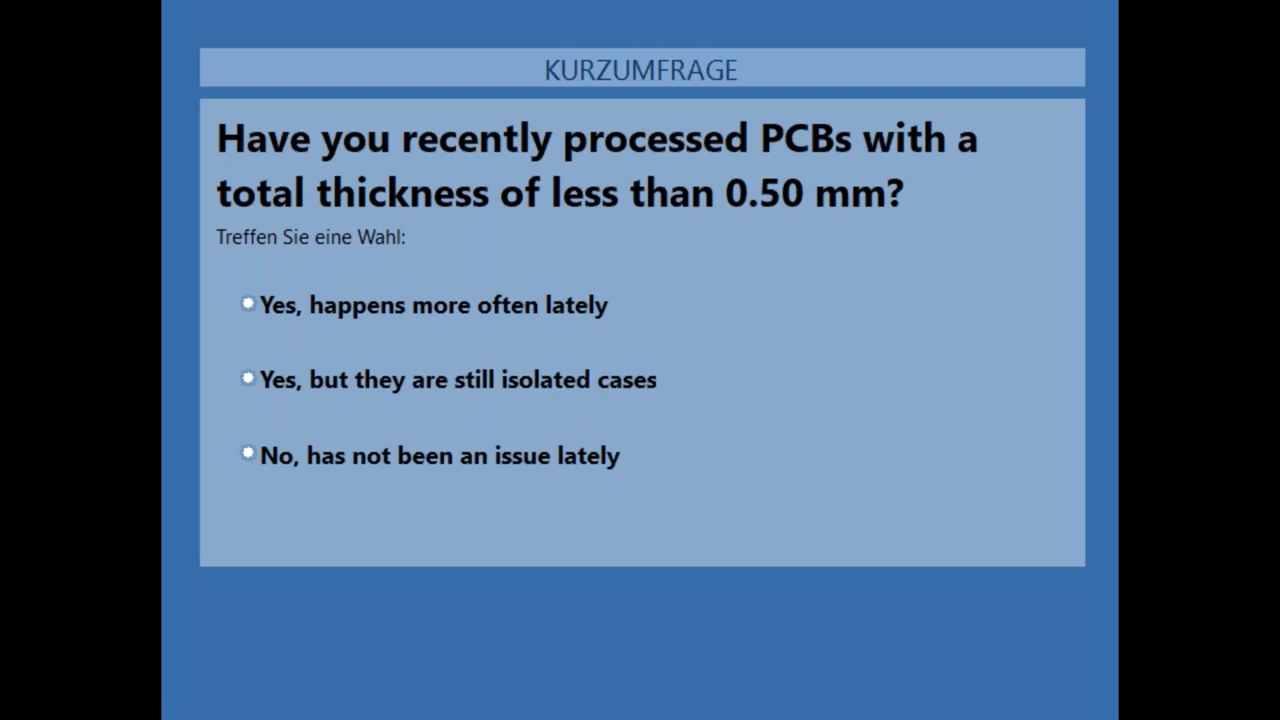 KURZUMFRAGE
Have you recently processed PCBs with a
total thickness of less than 0.50 mm?
Treffen Sie eine Wahl:
Yes, happens more often lately
Yes, but they are still isolated cases
No, has not been an issue lately